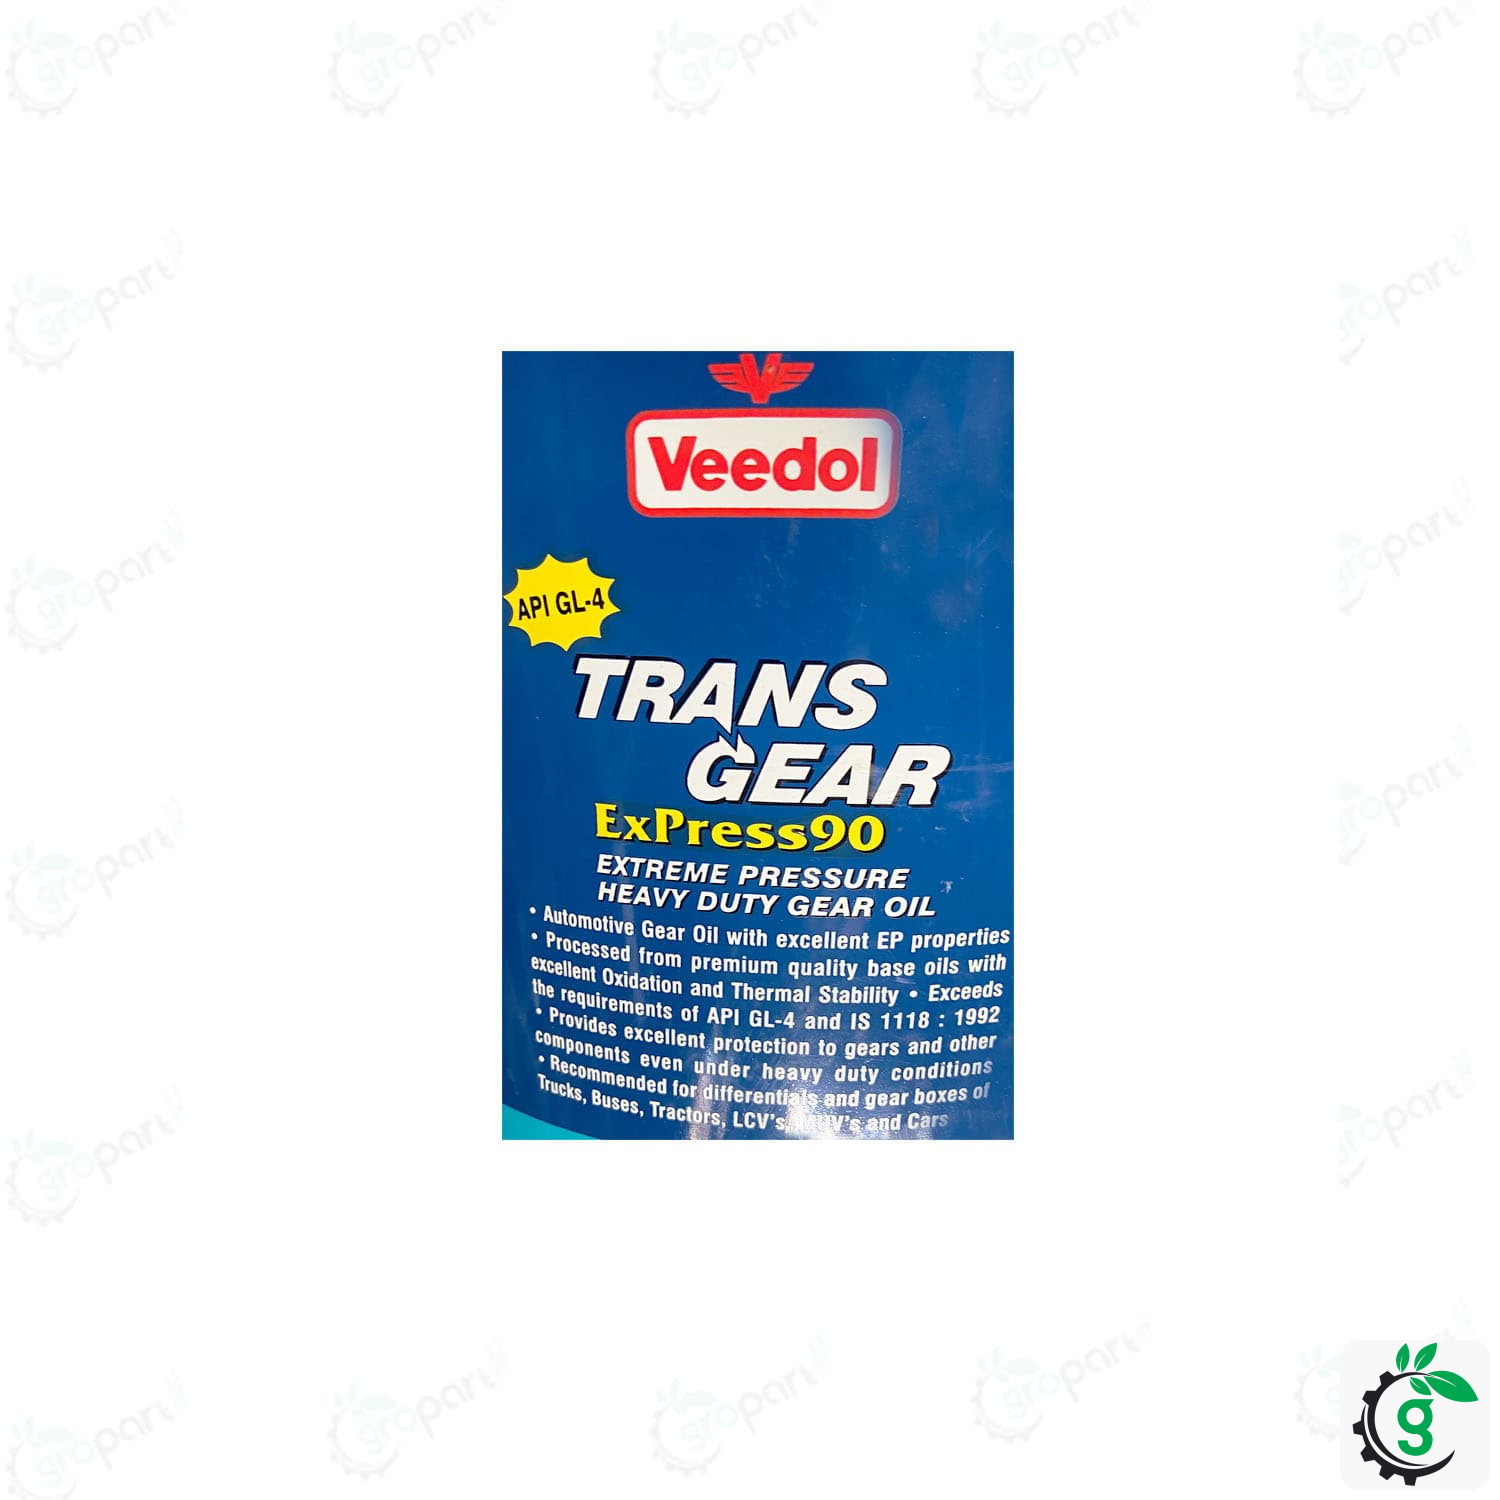 Veedol
API GL-4
TRANS
GEAR
ExPress90
EXTREME PRESSURE
HEAVY DUTY GEAR OIL
• Automotive Gear Oil with excellent EP properties
• Processed from premium quality base oils with
excellent Oxidation and Thermal Stability • Exceeds
the requirements of API GL-4 and IS 1118 : 1992
• Provides excellent protection to gears and other
components even under heavy duty conditions
• Recommended for differentials and gear boxes of
Trucks, Buses, Tractors, LCV's, MUV's and Cars
gropart
g